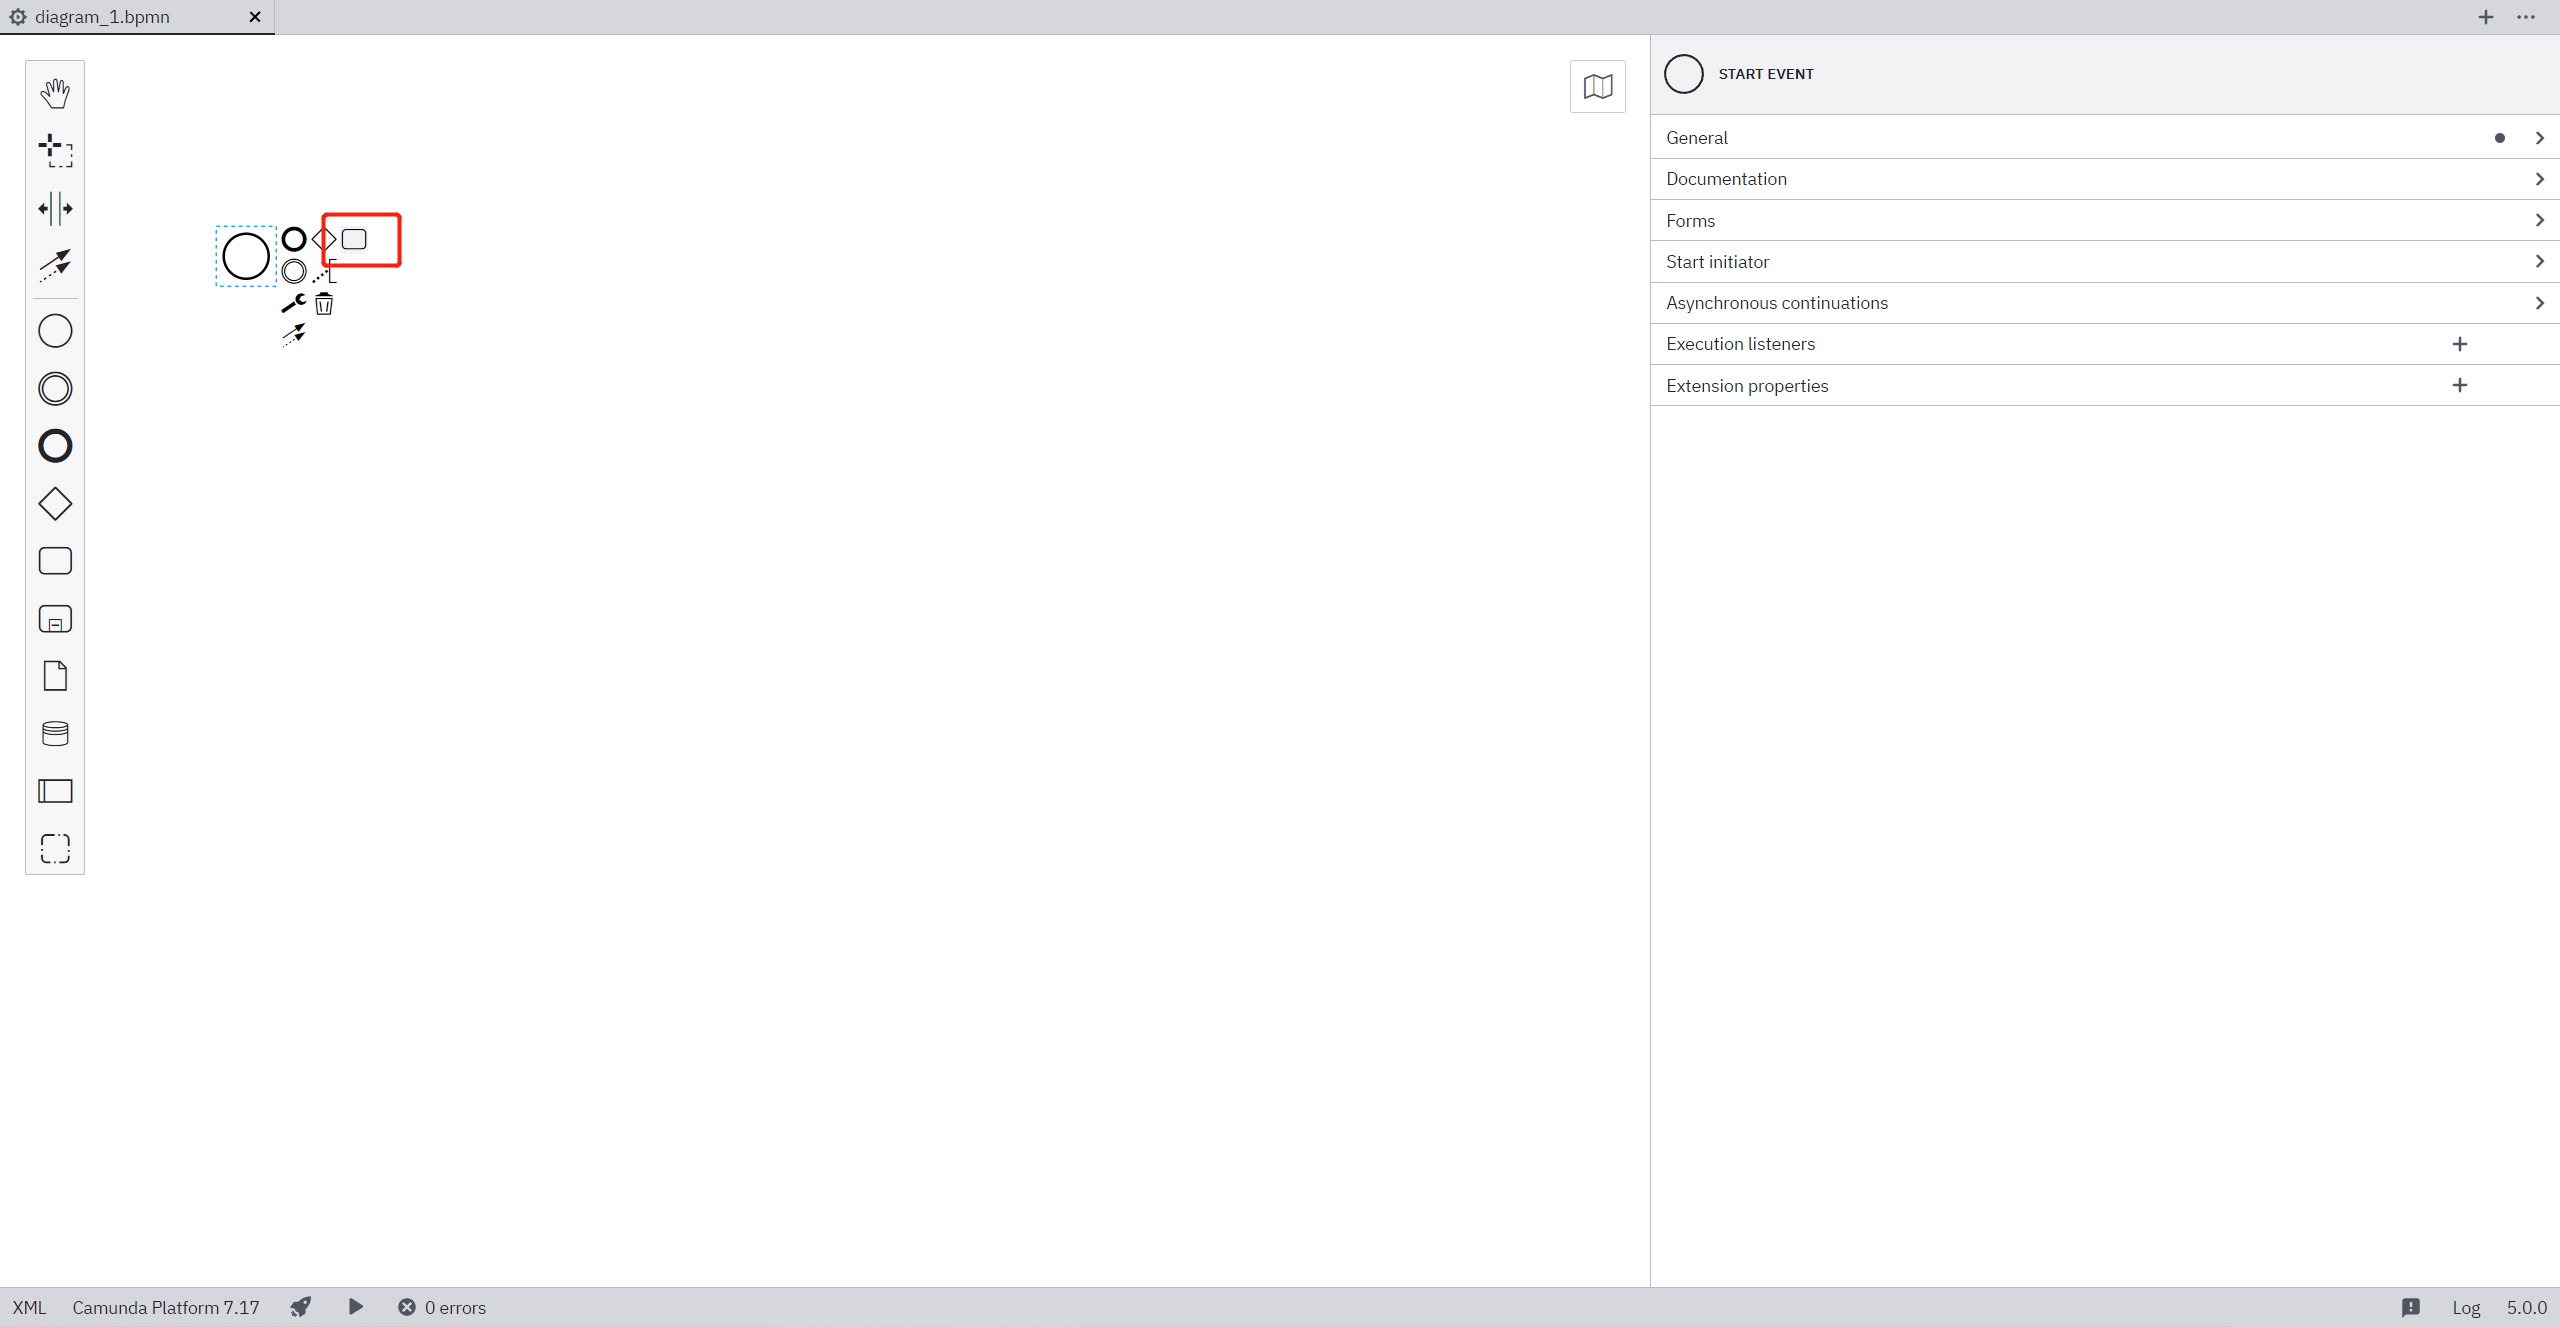 diagram_1.bpmn
START EVENT
General
Documentation
Forms
Start initiator
Asynchronous continuations
Execution listeners
Extension properties
XML Camunda Platform 7.17 0 errors Log 5.0.0